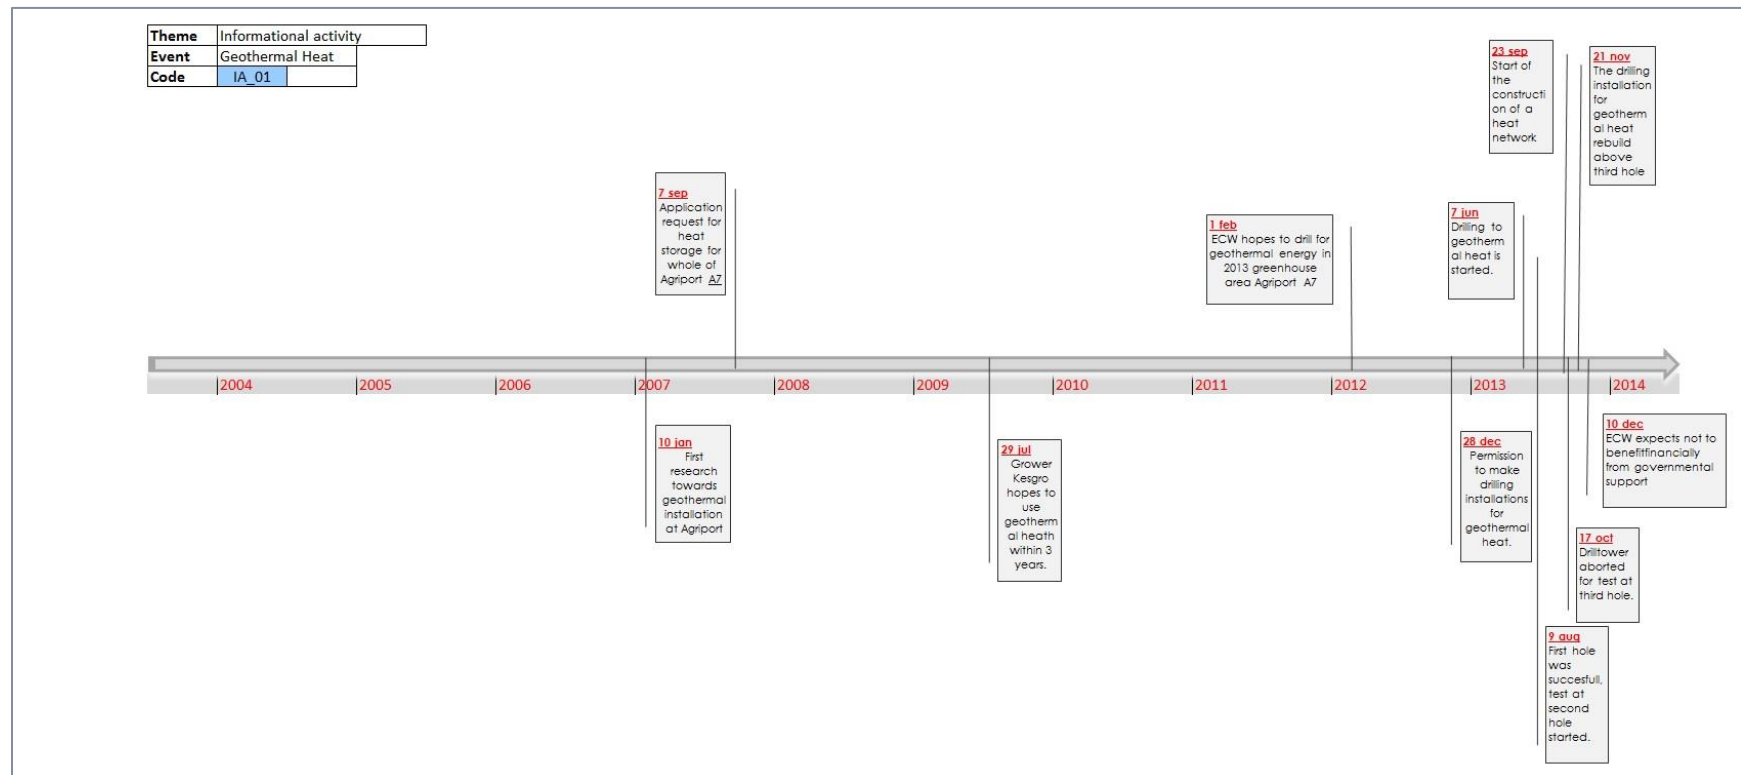 Theme Informational activity
Event Geothermal Heat
Code IA_01
23 sep
Start of
the
constructi
on of a
heat
network
21 nov
The drilling
installation
for
geotherm
al heat
rebuild
above
third hole
7 sep
Application
request for
heat
storage for
whole of
Agriport A7
1 feb
ECW hopes to drill for
geothermal energy in
2013 greenhouse
area Agriport A7
7 jun
Drilling to
geotherm
al heat is
started.
2004 2005 2006 2007 2008 2009 2010 2011 2012 2013 2014
10 jan
First
research
towards
geothermal
installation
at Agriport
29 jul
Grower
Kesgro
hopes to
use
geotherm
al heath
within 3
years.
28 dec
Permission
to make
drilling
installations
for
geothermal
heat.
10 dec
ECW expects not to
benefitfinancially
from governmental
support
17 oct
Drilltower
aborted
for test at
third hole.
9 aug
First hole
was
succesfull,
test at
second
hole
started.